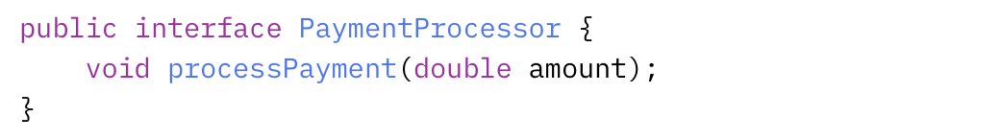 public interface PaymentProcessor {
    void processPayment(double amount);
}